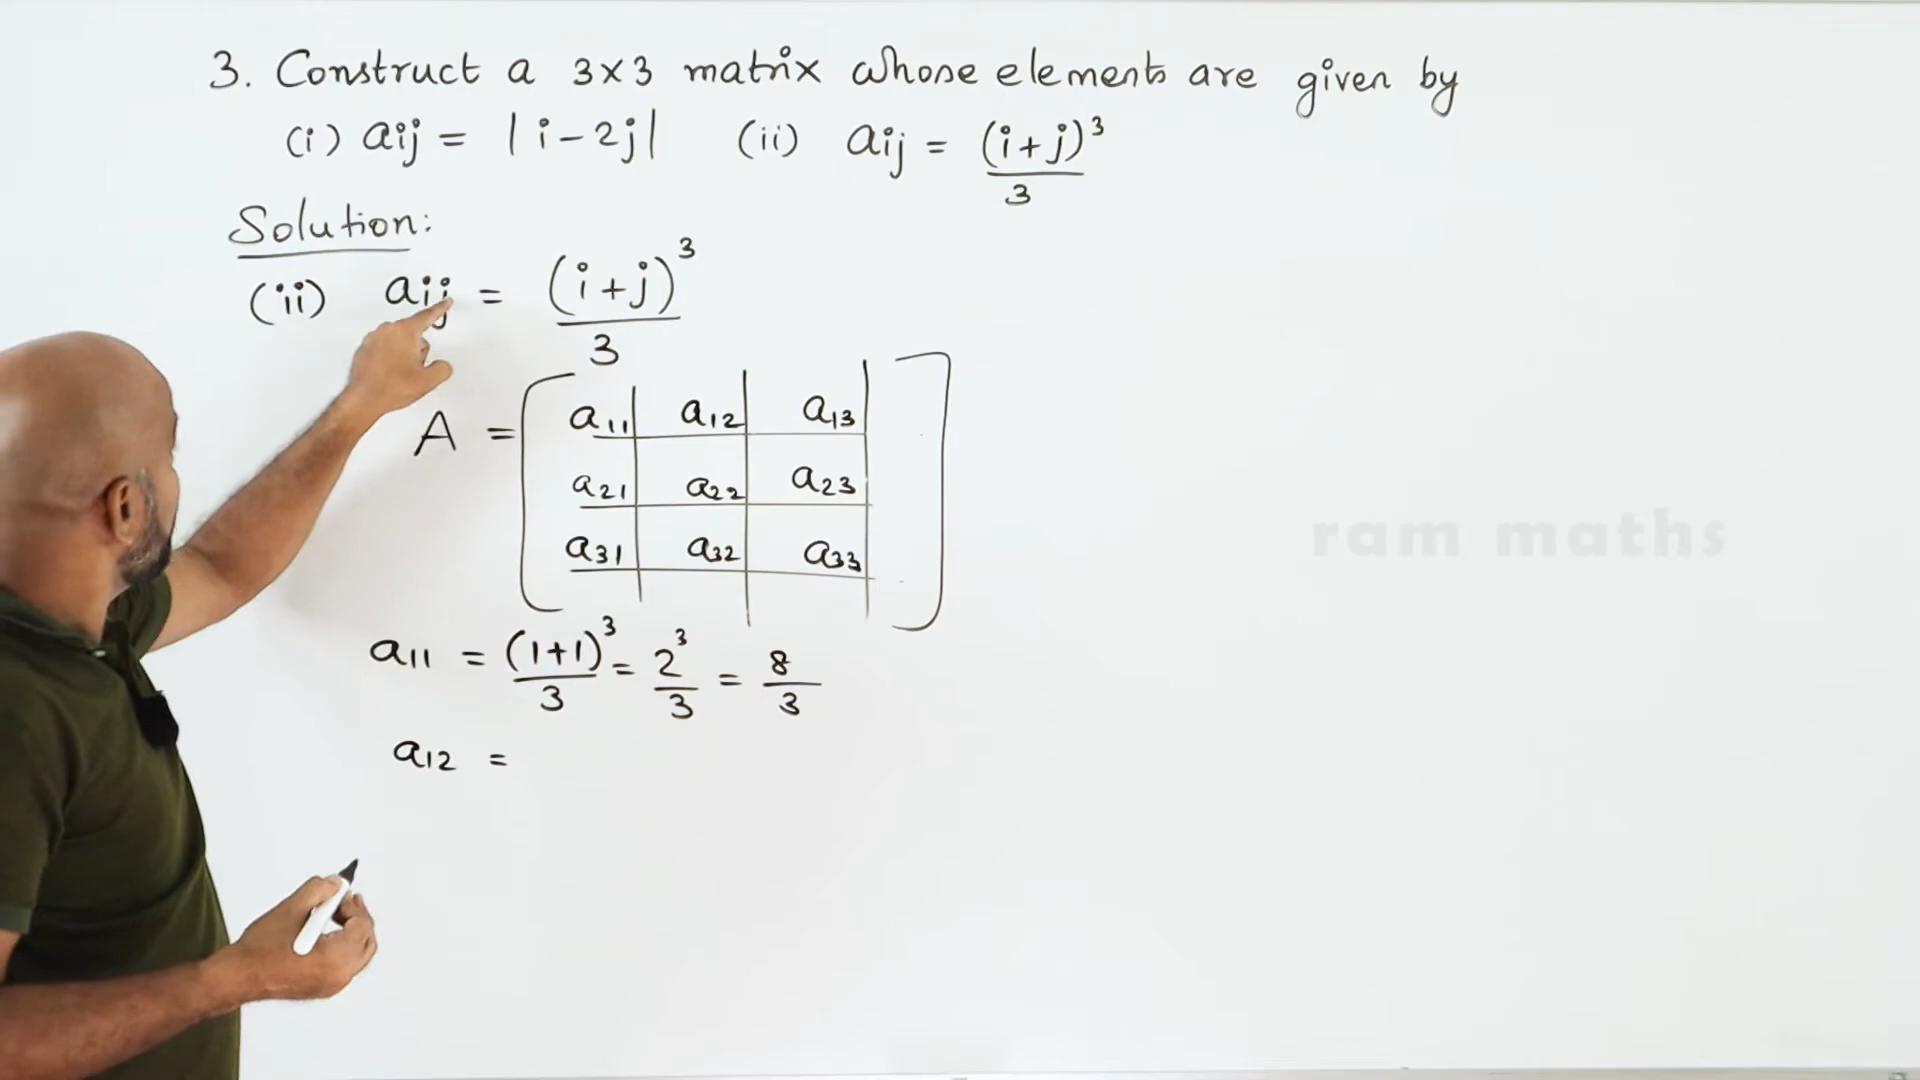 3. Construct a 3×3 matrix whose elements are given by
(i) aij = |i-2j| (ii) aij = (i+j)³/3
Solution:
(ii) aij = (i+j)³/3
A = [a11 a12 a13
a21 a22 a23
a31 a32 a33]
ram maths
a11 = (1+1)³/3 = 2³/3 = 8/3
a12 =